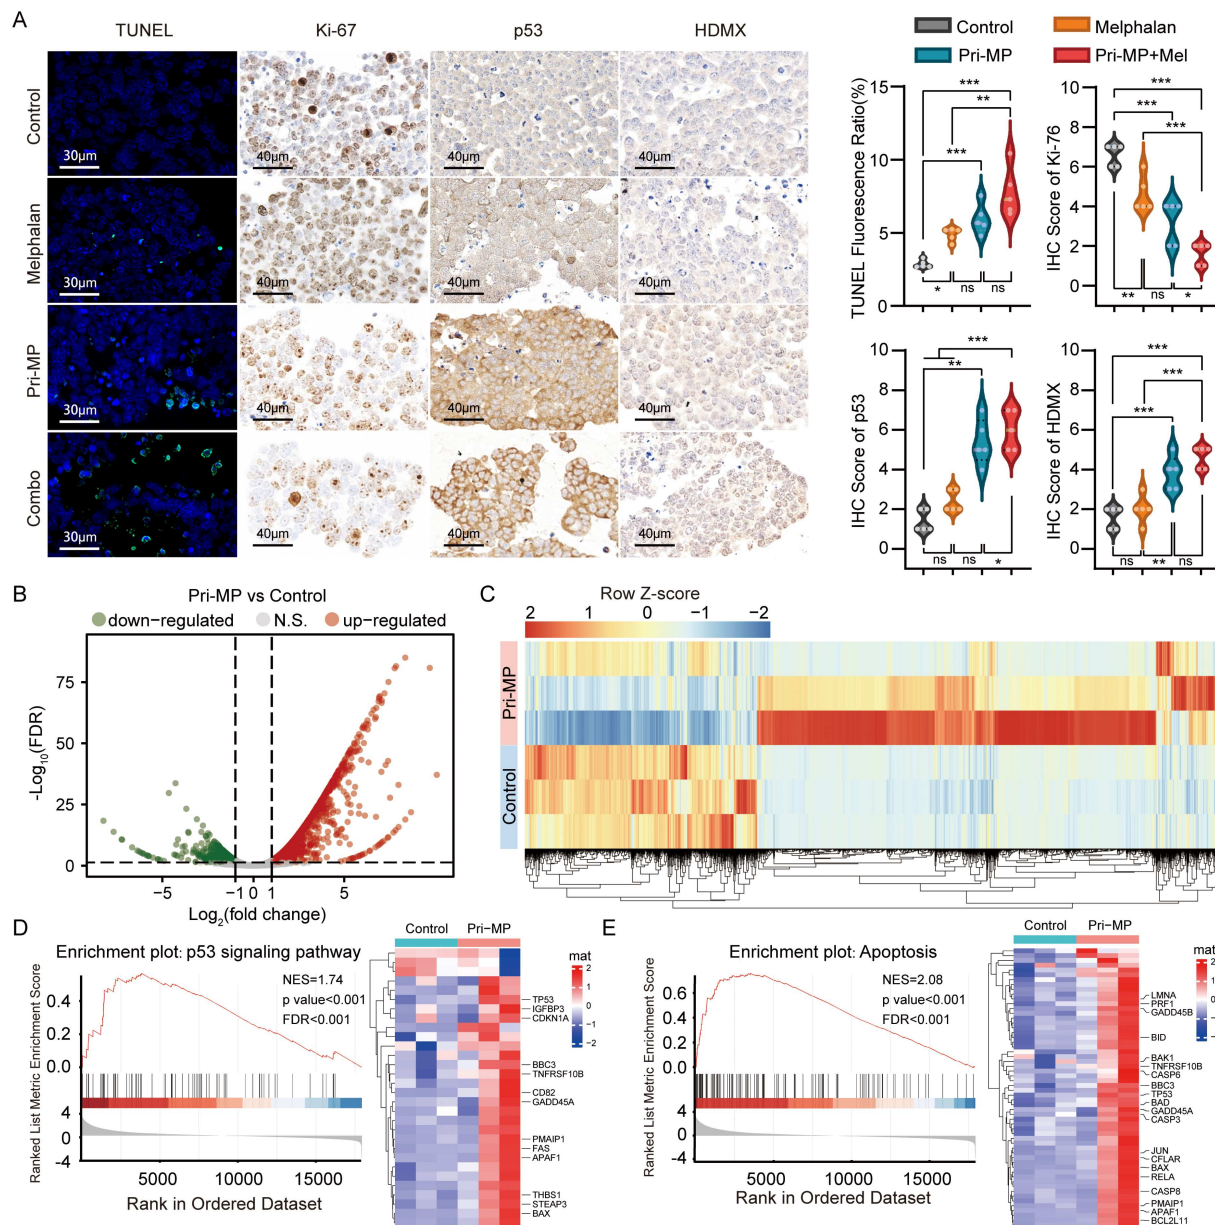 A
TUNEL
Ki-67
p53
HDMX
Control
Melphalan
Pri-MP
Combo
30μm
40μm
40μm
40μm
30μm
40μm
40μm
40μm
30μm
40μm
40μm
40μm
30μm
40μm
40μm
40μm
Control
Melphalan
Pri-MP
Pri-MP+Mel
TUNEL Fluorescence Ratio(%)
15
10
5
0
***
**
***
*
ns
ns
IHC Score of Ki-76
10
8
6
4
2
0
***
***
***
**
ns
*
IHC Score of p53
10
8
6
4
2
0
***
**
ns
ns
*
IHC Score of HDMX
10
8
6
4
2
0
***
***
***
ns
**
ns
B
Pri-MP vs Control
down−regulated
N.S.
up−regulated
-Log10(FDR)
75
50
25
0
−5
−1
0
1
5
Log2(fold change)
C
Row Z-score
2
1
0
−1
−2
Pri-MP
Control
D
Enrichment plot: p53 signaling pathway
NES=1.74
p value<0.001
FDR<0.001
Ranked List Metric Enrichment Score
0.4
0.2
0.0
4
0
-4
5000
10000
15000
Rank in Ordered Dataset
Control
Pri−MP
mat
2
1
0
−1
−2
TP53
IGFBP3
CDKN1A
BBC3
TNFRSF10B
CD82
GADD45A
PMAIP1
FAS
APAF1
THBS1
STEAP3
BAX
E
Enrichment plot: Apoptosis
NES=2.08
p value<0.001
FDR<0.001
Ranked List Metric Enrichment Score
0.6
0.4
0.2
0.0
4
0
-4
5000
10000
15000
Rank in Ordered Dataset
Control
Pri−MP
mat
2
1
0
−1
−2
LMNA
PRF1
GADD45B
BID
BAK1
TNFRSF10B
CASP6
BBC3
TP53
BAD
GADD45A
CASP3
JUN
CFLAR
BAX
RELA
CASP8
PMAIP1
APAF1
BCL2L11